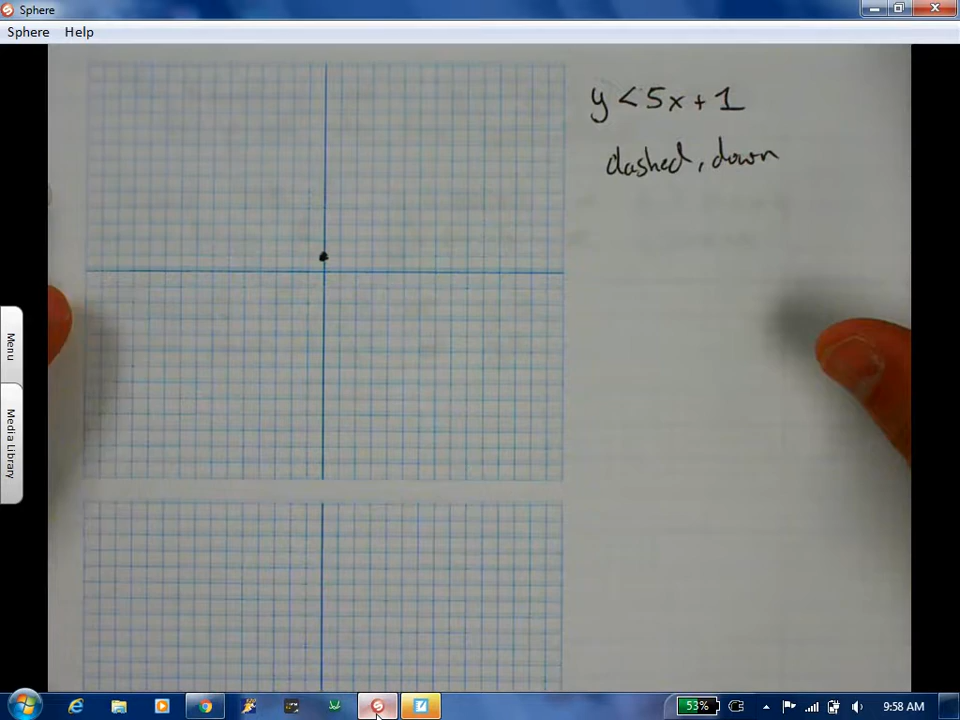 Sphere
Sphere Help
y < 5x + 1
dashed, down
Menu
Media Library
53%
9:58 AM